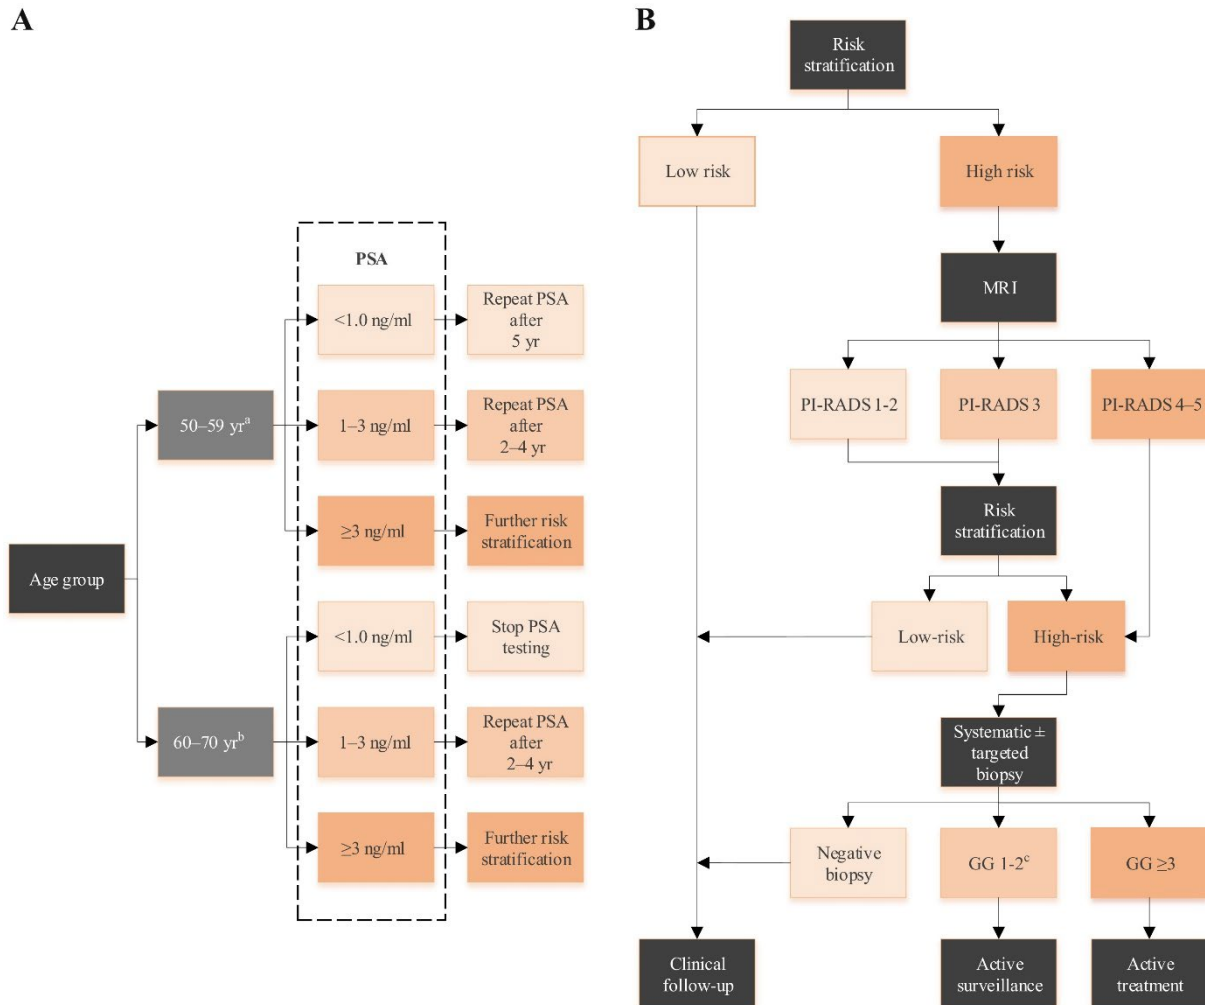 A
PSA
<1.0 ng/ml
Repeat PSA
after
5 yr
50–59 yrᵃ
1–3 ng/ml
Repeat PSA
after
2–4 yr
≥3 ng/ml
Further risk
stratification
Age group
<1.0 ng/ml
Stop PSA
testing
60–70 yrᵇ
1–3 ng/ml
Repeat PSA
after
2–4 yr
≥3 ng/ml
Further risk
stratification
B
Risk
stratification
Low risk
High risk
MRI
PI-RADS 1-2
PI-RADS 3
PI-RADS 4–5
Risk
stratification
Low-risk
High-risk
Systematic ±
targeted
biopsy
Negative
biopsy
GG 1-2ᶜ
GG ≥3
Clinical
follow-up
Active
surveillance
Active
treatment